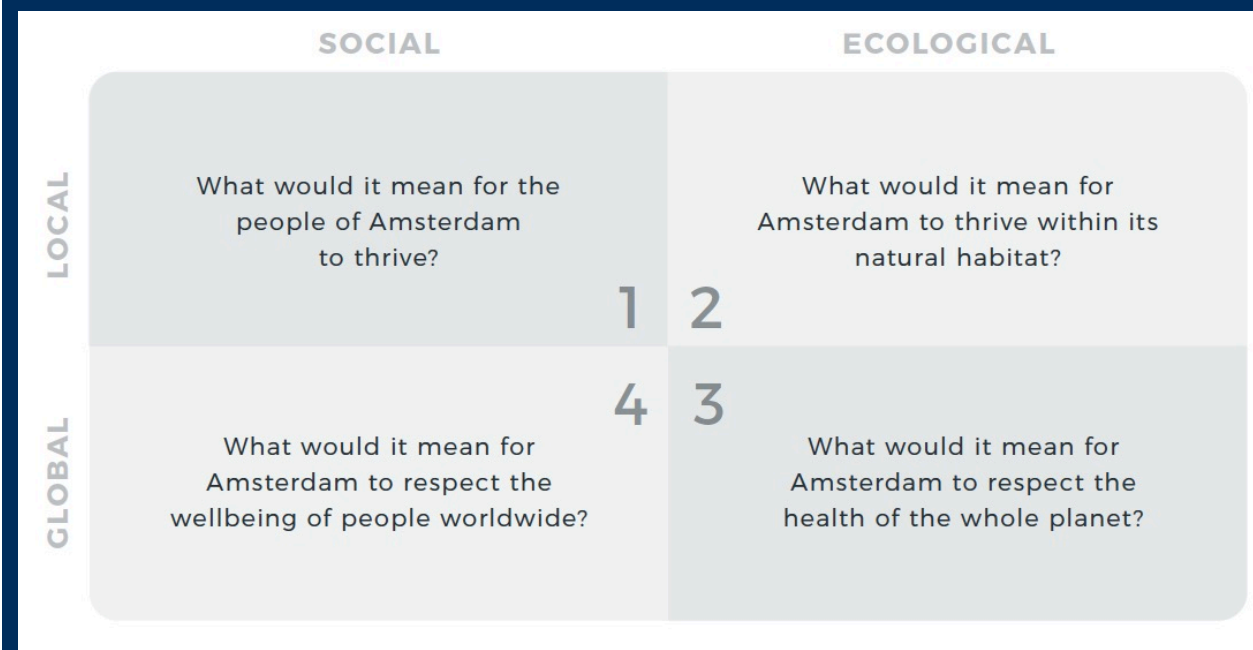 SOCIAL
ECOLOGICAL
LOCAL
What would it mean for the
people of Amsterdam
to thrive?
1
What would it mean for
Amsterdam to thrive within its
natural habitat?
2
GLOBAL
4
What would it mean for
Amsterdam to respect the
wellbeing of people worldwide?
3
What would it mean for
Amsterdam to respect the
health of the whole planet?